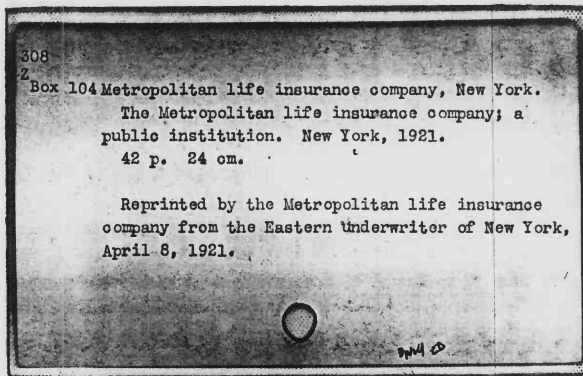 308
Z
Box 104 Metropolitan life insurance company, New York.
The Metropolitan life insurance company; a
public institution. New York, 1921.
42 p. 24 cm.
Reprinted by the Metropolitan life insurance
company from the Eastern Underwriter of New York,
April 8, 1921.